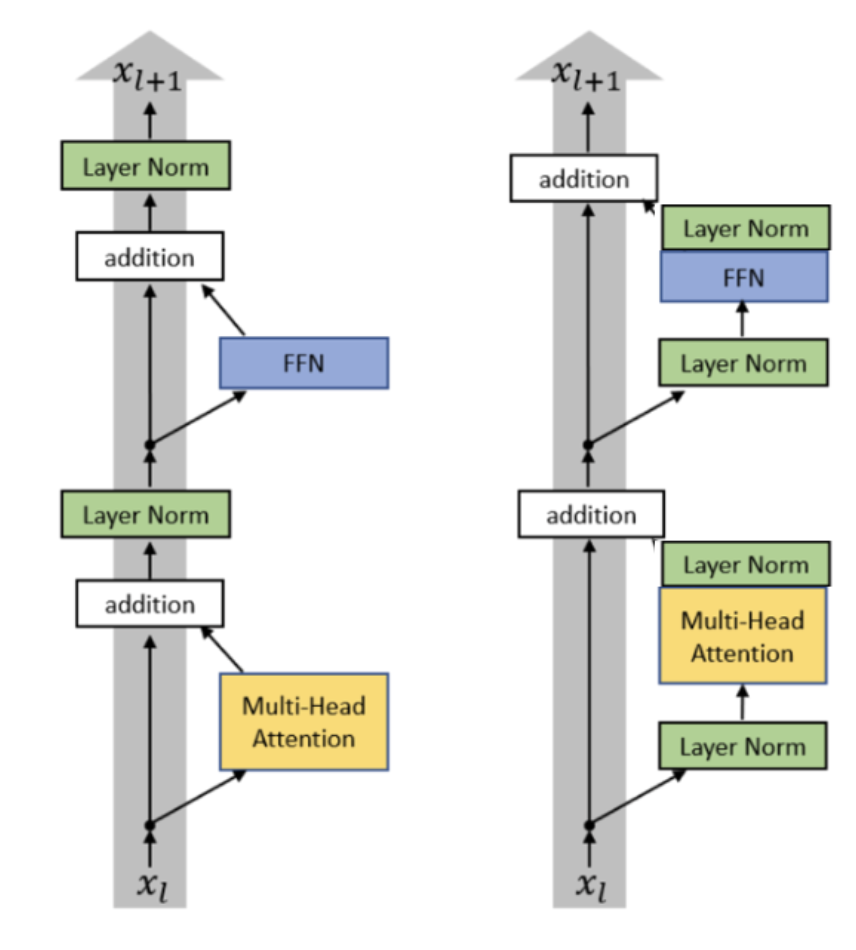 x_{l+1}
Layer Norm
addition
FFN
Layer Norm
addition
Multi-Head
Attention
x_l
x_{l+1}
addition
Layer Norm
FFN
Layer Norm
addition
Layer Norm
Multi-Head
Attention
Layer Norm
x_l